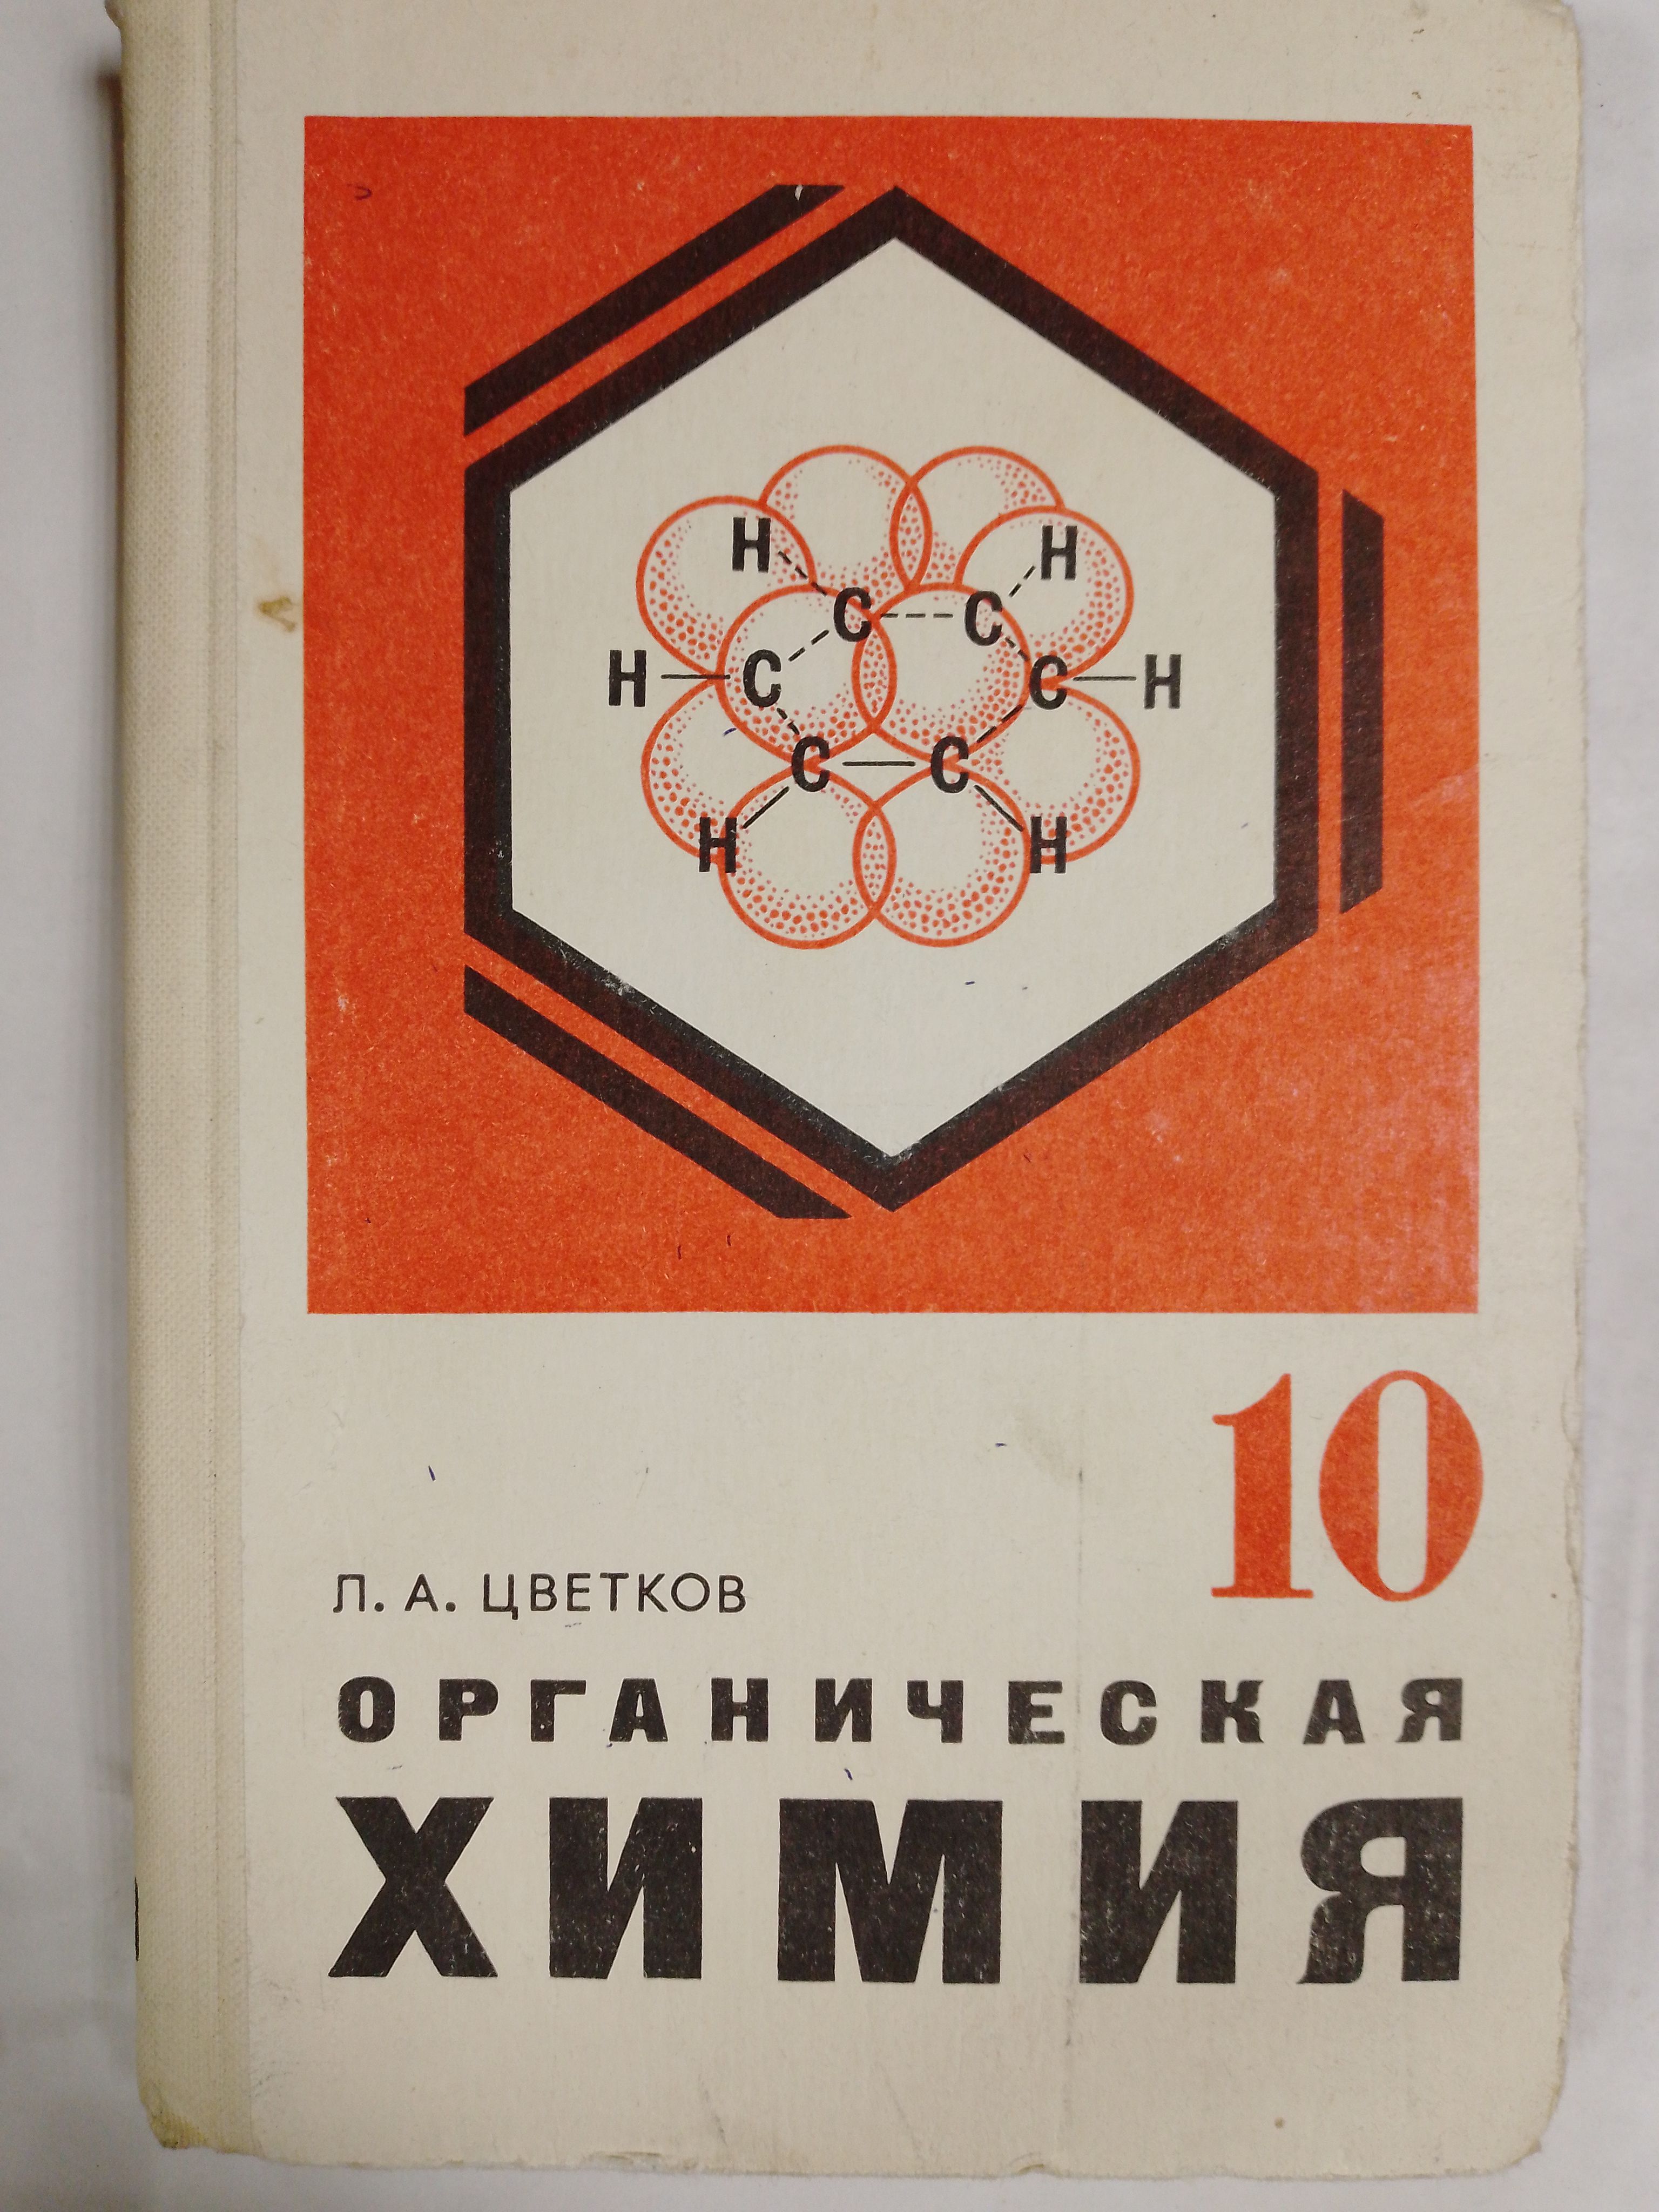 H H
C C
H C C H
C C
H H
10
Л. А. ЦВЕТКОВ
ОРГАНИЧЕСКАЯ
ХИМИЯ